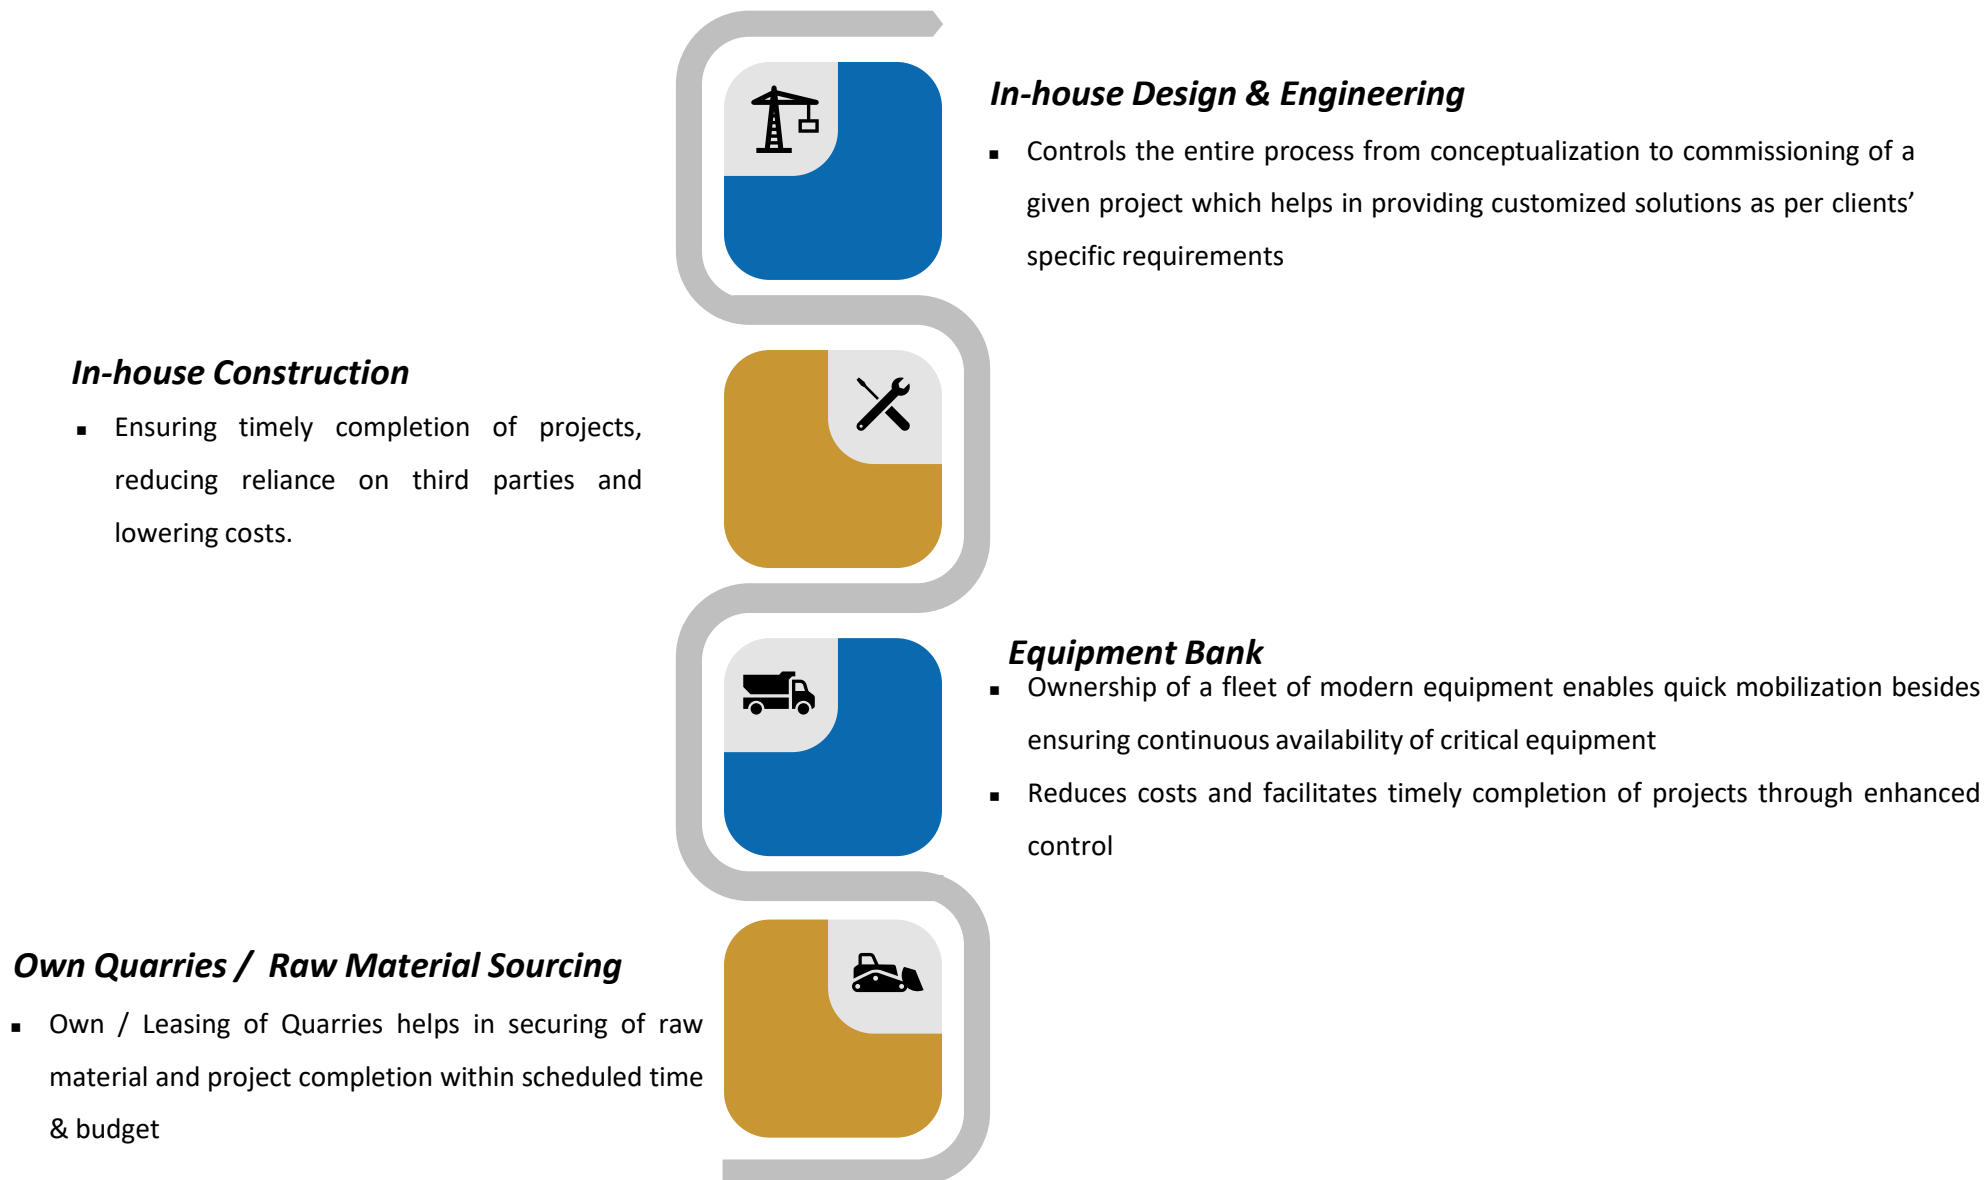 In-house Design & Engineering
▪ Controls the entire process from conceptualization to commissioning of a
given project which helps in providing customized solutions as per clients’
specific requirements
In-house Construction
▪ Ensuring timely completion of projects,
reducing reliance on third parties and
lowering costs.
Equipment Bank
▪ Ownership of a fleet of modern equipment enables quick mobilization besides
ensuring continuous availability of critical equipment
▪ Reduces costs and facilitates timely completion of projects through enhanced
control
Own Quarries / Raw Material Sourcing
▪ Own / Leasing of Quarries helps in securing of raw
material and project completion within scheduled time
& budget